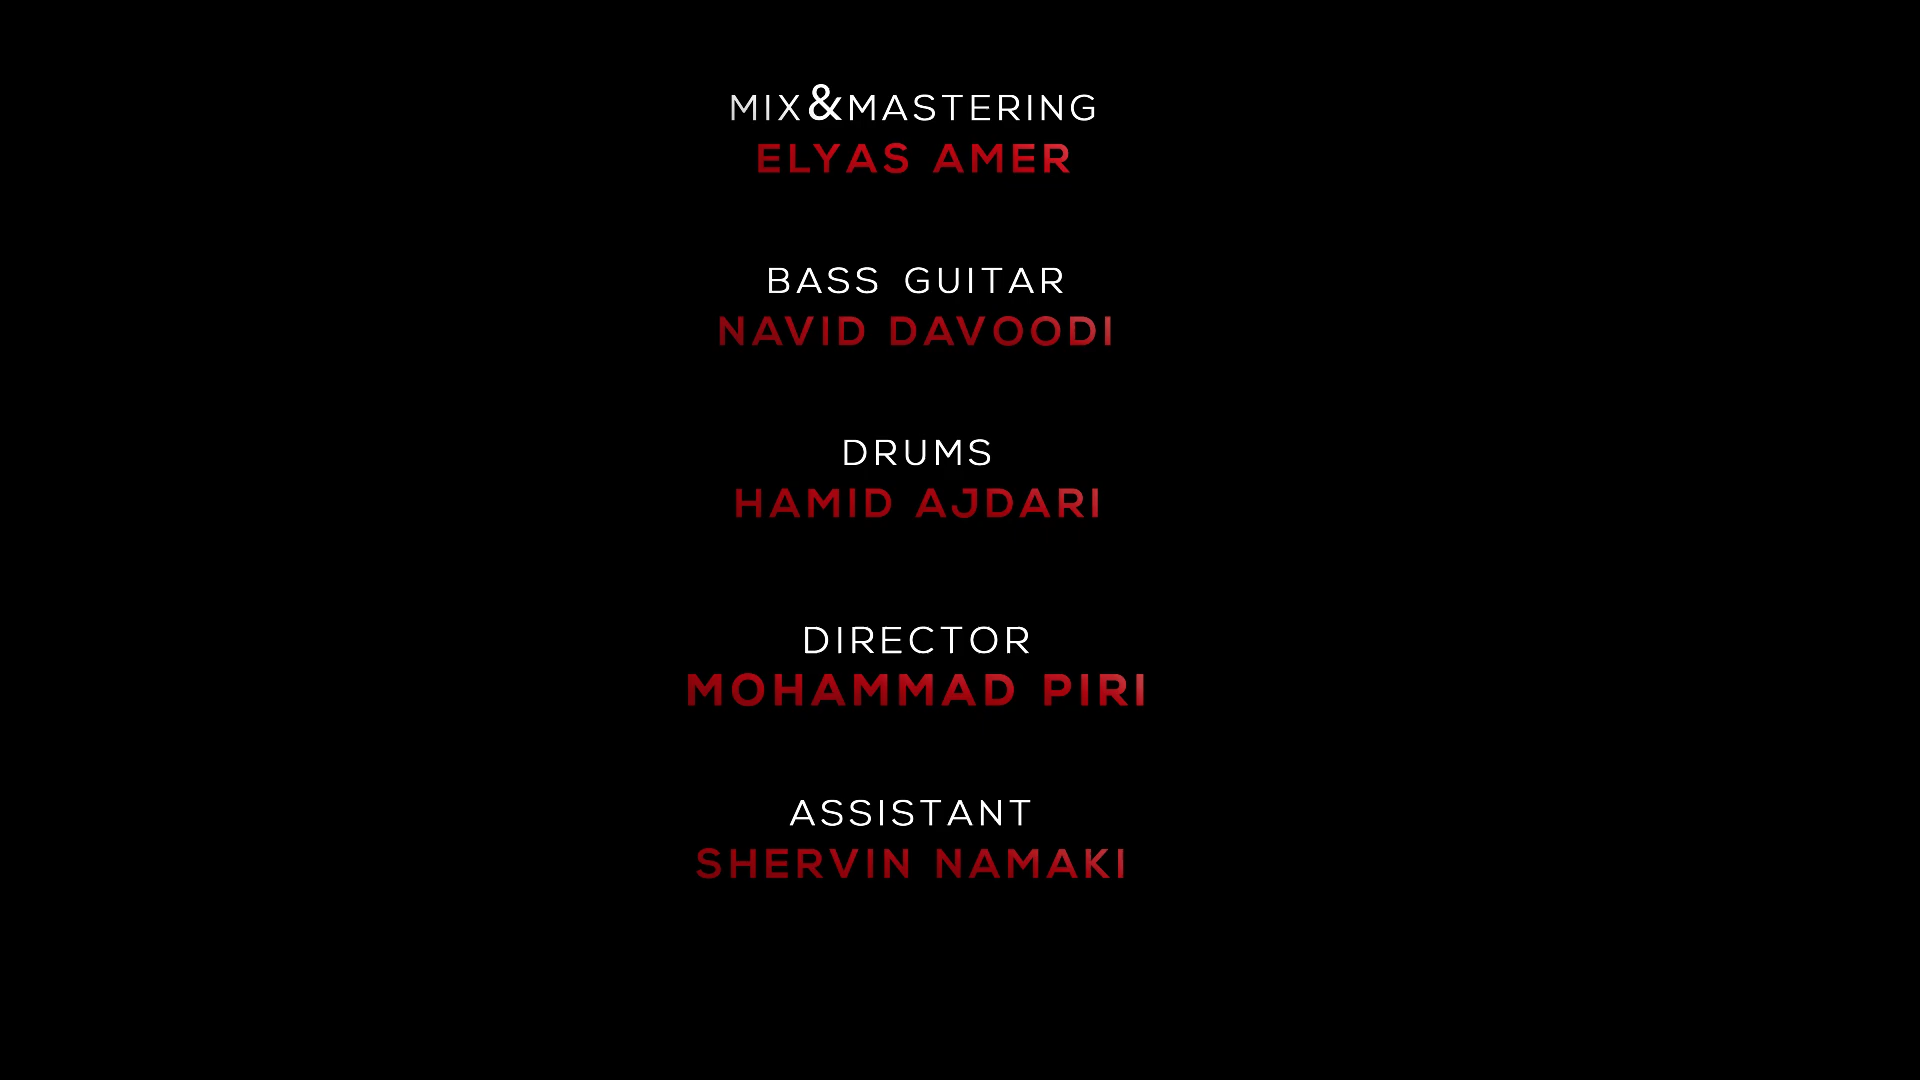 MIX&MASTERING
ELYAS AMER
BASS GUITAR
NAVID DAVOODI
DRUMS
HAMID AJDARI
DIRECTOR
MOHAMMAD PIRI
ASSISTANT
SHERVIN NAMAKI